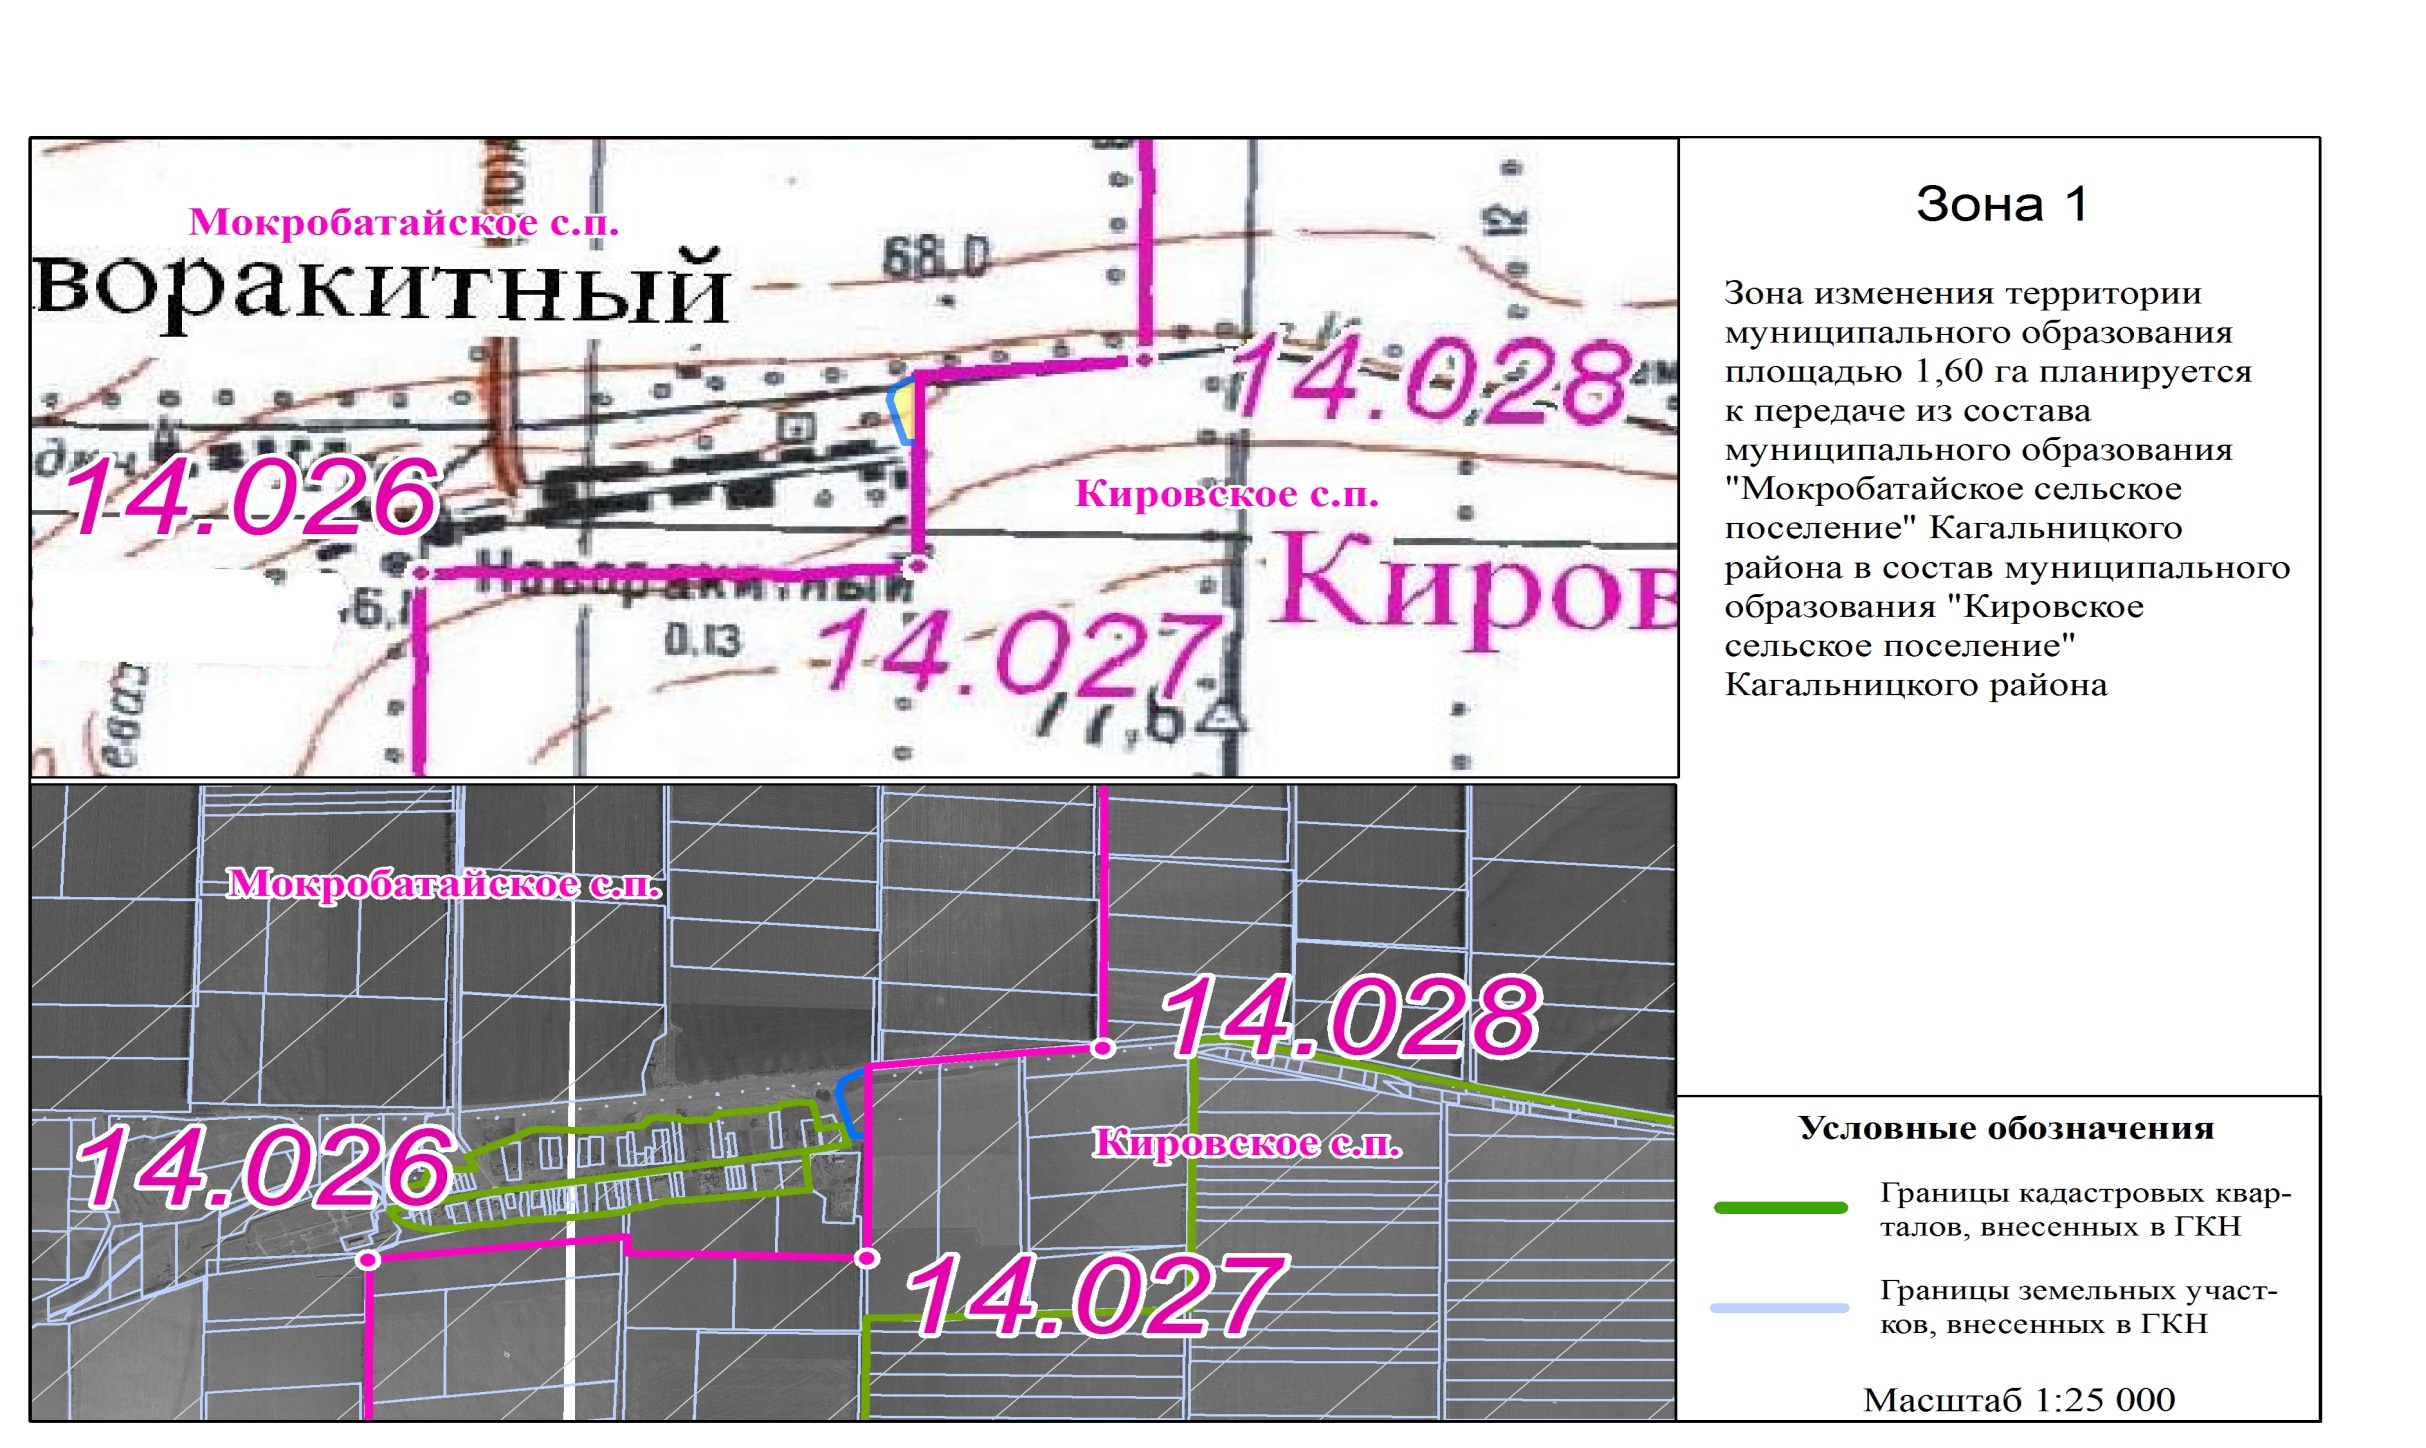 Мокробатайское с.п.
воракитный
68.0
14.028
14.026
Кировское с.п.
Киров
Новоракитный
0.13
14.027
77,6
12
Мокробатайское с.п.
14.028
14.026
Кировское с.п.
14.027
Зона 1
Зона изменения территории
муниципального образования
площадью 1,60 га планируется
к передаче из состава
муниципального образования
"Мокробатайское сельское
поселение" Кагальницкого
района в состав муниципального
образования "Кировское
сельское поселение"
Кагальницкого района
Условные обозначения
Границы кадастровых квар-
талов, внесенных в ГКН
Границы земельных участ-
ков, внесенных в ГКН
Масштаб 1:25 000